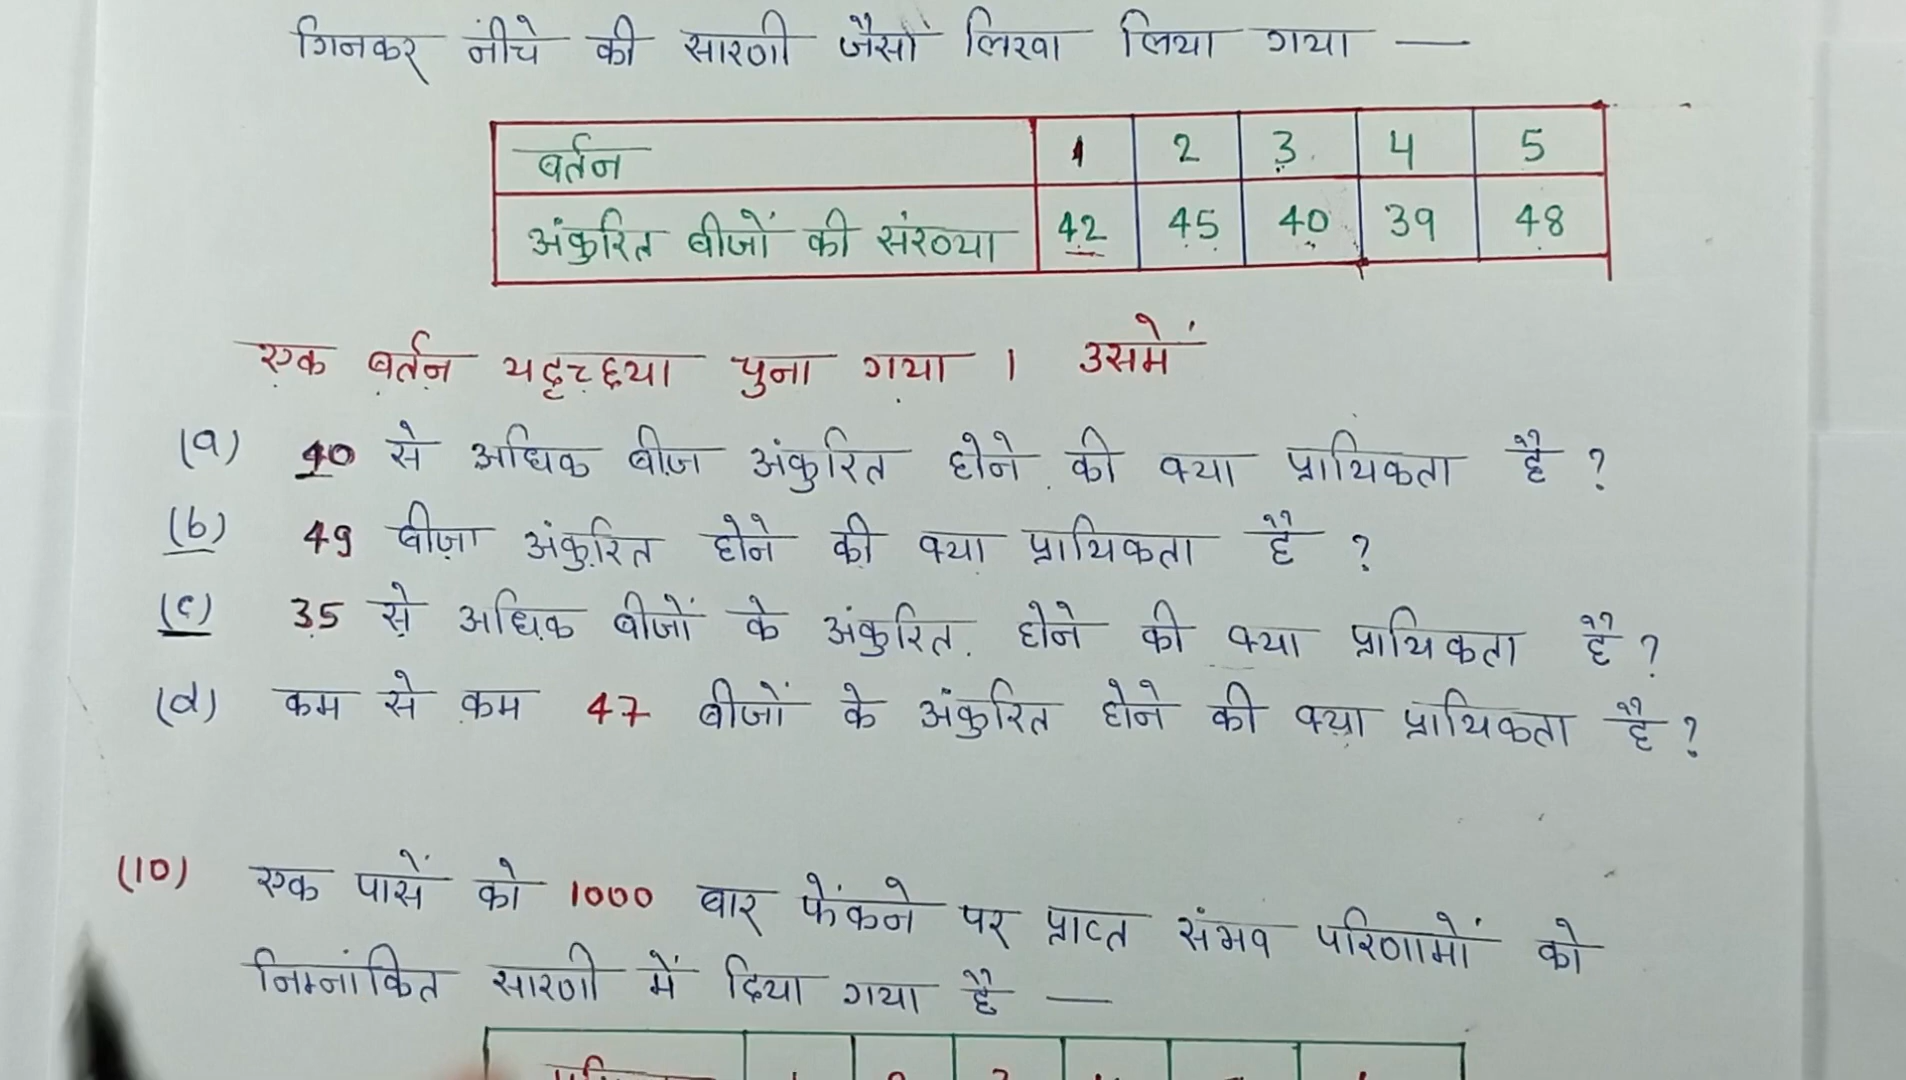 गिनकर नीचे की सारणी जैसो लिखा लिया गया —
बर्तन 1 2 3 4 5
अंकुरित बीजों की संख्या 42 45 40 39 48
एक बर्तन यदृच्छया चुना गया । उसमें
(a) 40 से अधिक बीज अंकुरित होने की क्या प्रायिकता है ?
(b) 49 बीज अंकुरित होने की क्या प्रायिकता है ?
(c) 35 से अधिक बीजों के अंकुरित होने की क्या प्रायिकता है ?
(d) कम से कम 47 बीजों के अंकुरित होने की क्या प्रायिकता है ?
(10) एक पासें को 1000 बार फेंकने पर प्राप्त संभव परिणामों को
निम्नांकित सारणी में दिया गया है —